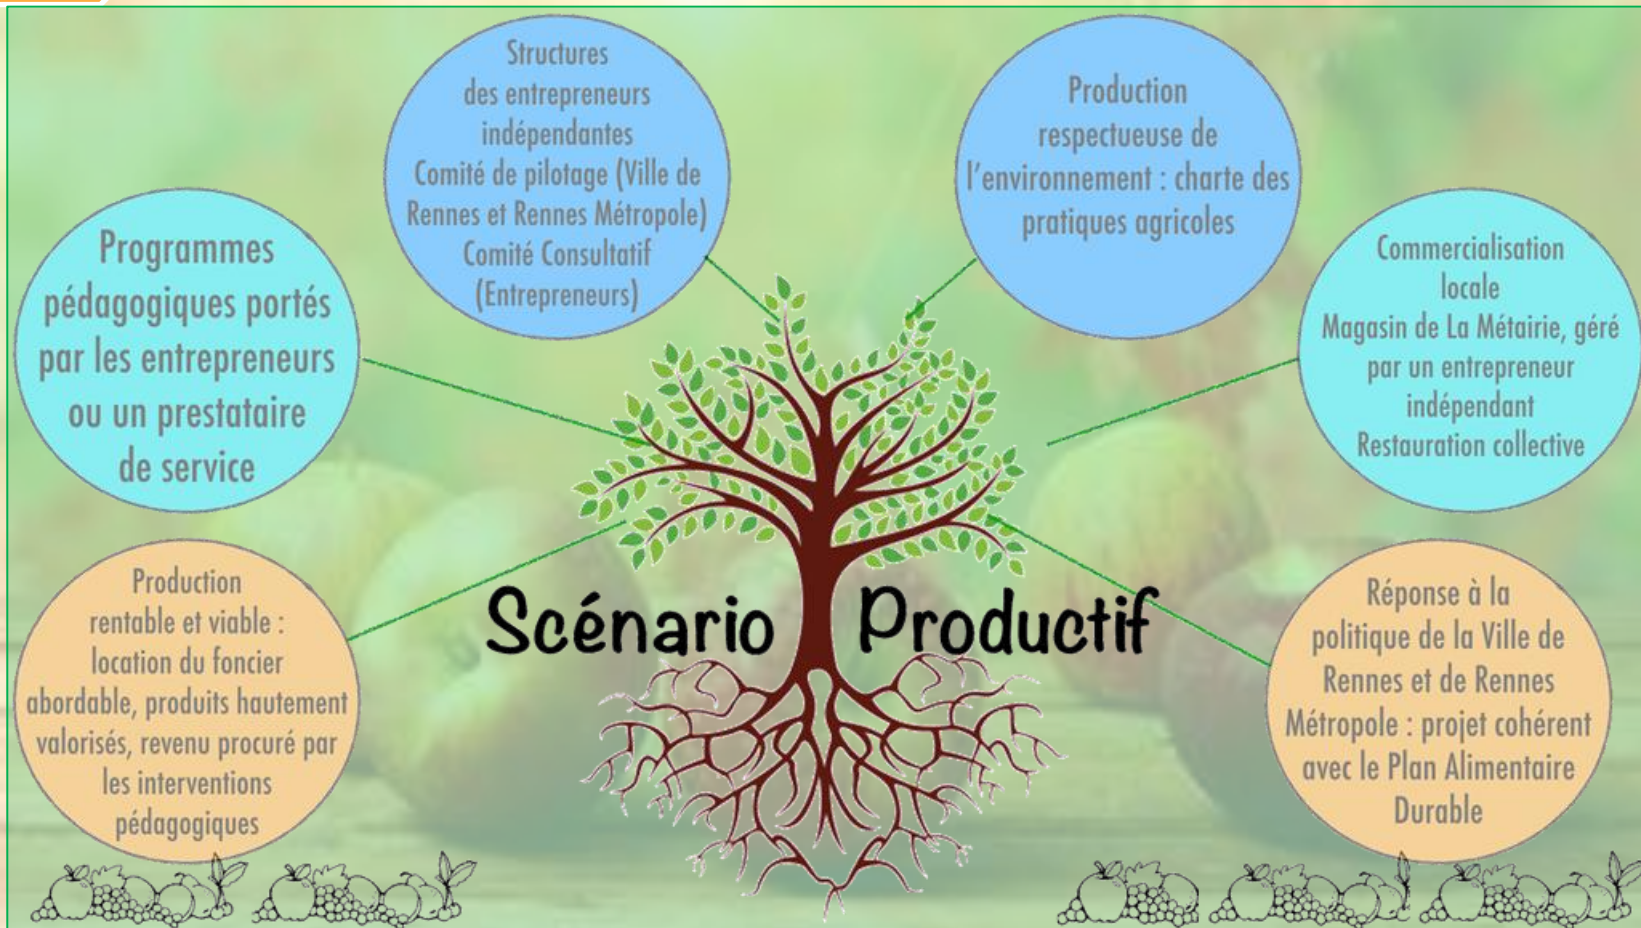 Structures
des entrepreneurs
indépendantes
Comité de pilotage (Ville de
Rennes et Rennes Métropole)
Comité Consultatif
(Entrepreneurs)
Production
respectueuse de
l'environnement : charte des
pratiques agricoles
Programmes
pédagogiques portés
par les entrepreneurs
ou un prestataire
de service
Commercialisation
locale
Magasin de La Métairie, géré
par un entrepreneur
indépendant
Restauration collective
Production
rentable et viable :
location du foncier
abordable, produits hautement
valorisés, revenu procuré par
les interventions
pédagogiques
Scénario Productif
Réponse à la
politique de la Ville de
Rennes et de Rennes
Métropole : projet cohérent
avec le Plan Alimentaire
Durable